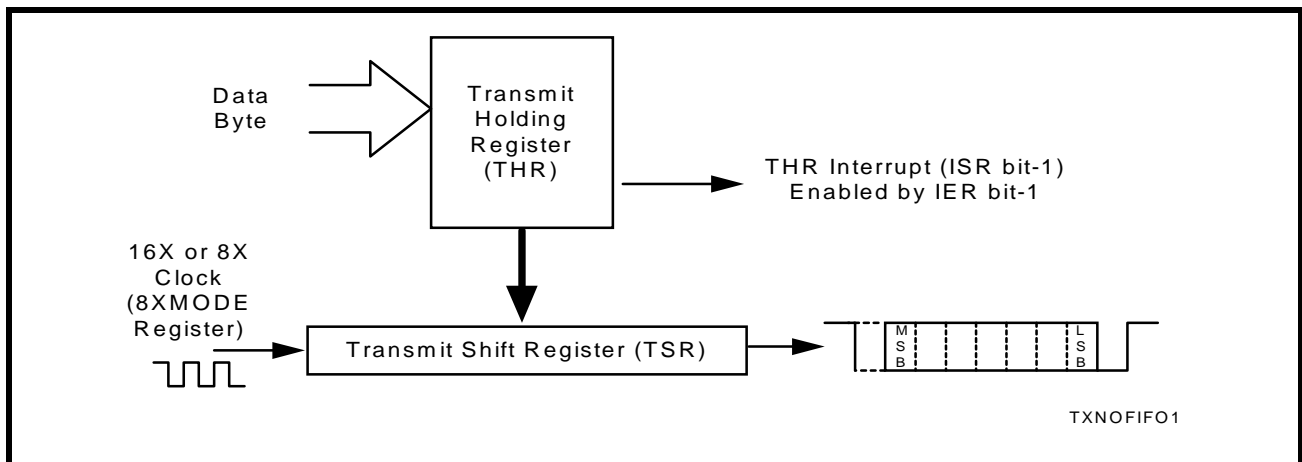 Data
Byte
Transmit
Holding
Register
(THR)
THR Interrupt (ISR bit-1)
Enabled by IER bit-1
16X or 8X
Clock
(8XMODE
Register)
Transmit Shift Register (TSR)
M
S
B
L
S
B
TXNOFIFO1